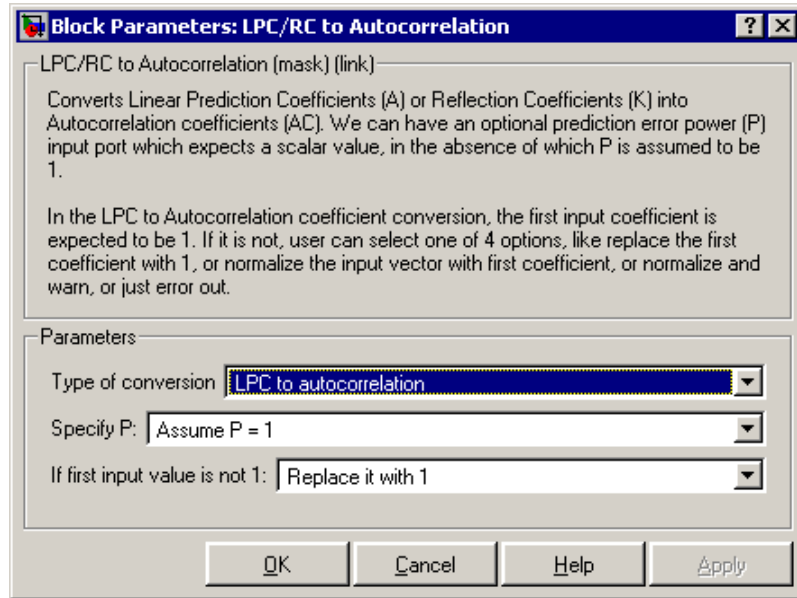 Block Parameters: LPC/RC to Autocorrelation
LPC/RC to Autocorrelation (mask) (link)
Converts Linear Prediction Coefficients (A) or Reflection Coefficients (K) into
Autocorrelation coefficients (AC). We can have an optional prediction error power (P)
input port which expects a scalar value, in the absence of which P is assumed to be
1.
In the LPC to Autocorrelation coefficient conversion, the first input coefficient is
expected to be 1. If it is not, user can select one of 4 options, like replace the first
coefficient with 1, or normalize the input vector with first coefficient, or normalize and
warn, or just error out.
Parameters
Type of conversion LPC to autocorrelation
Specify P: Assume P = 1
If first input value is not 1: Replace it with 1
OK Cancel Help Apply